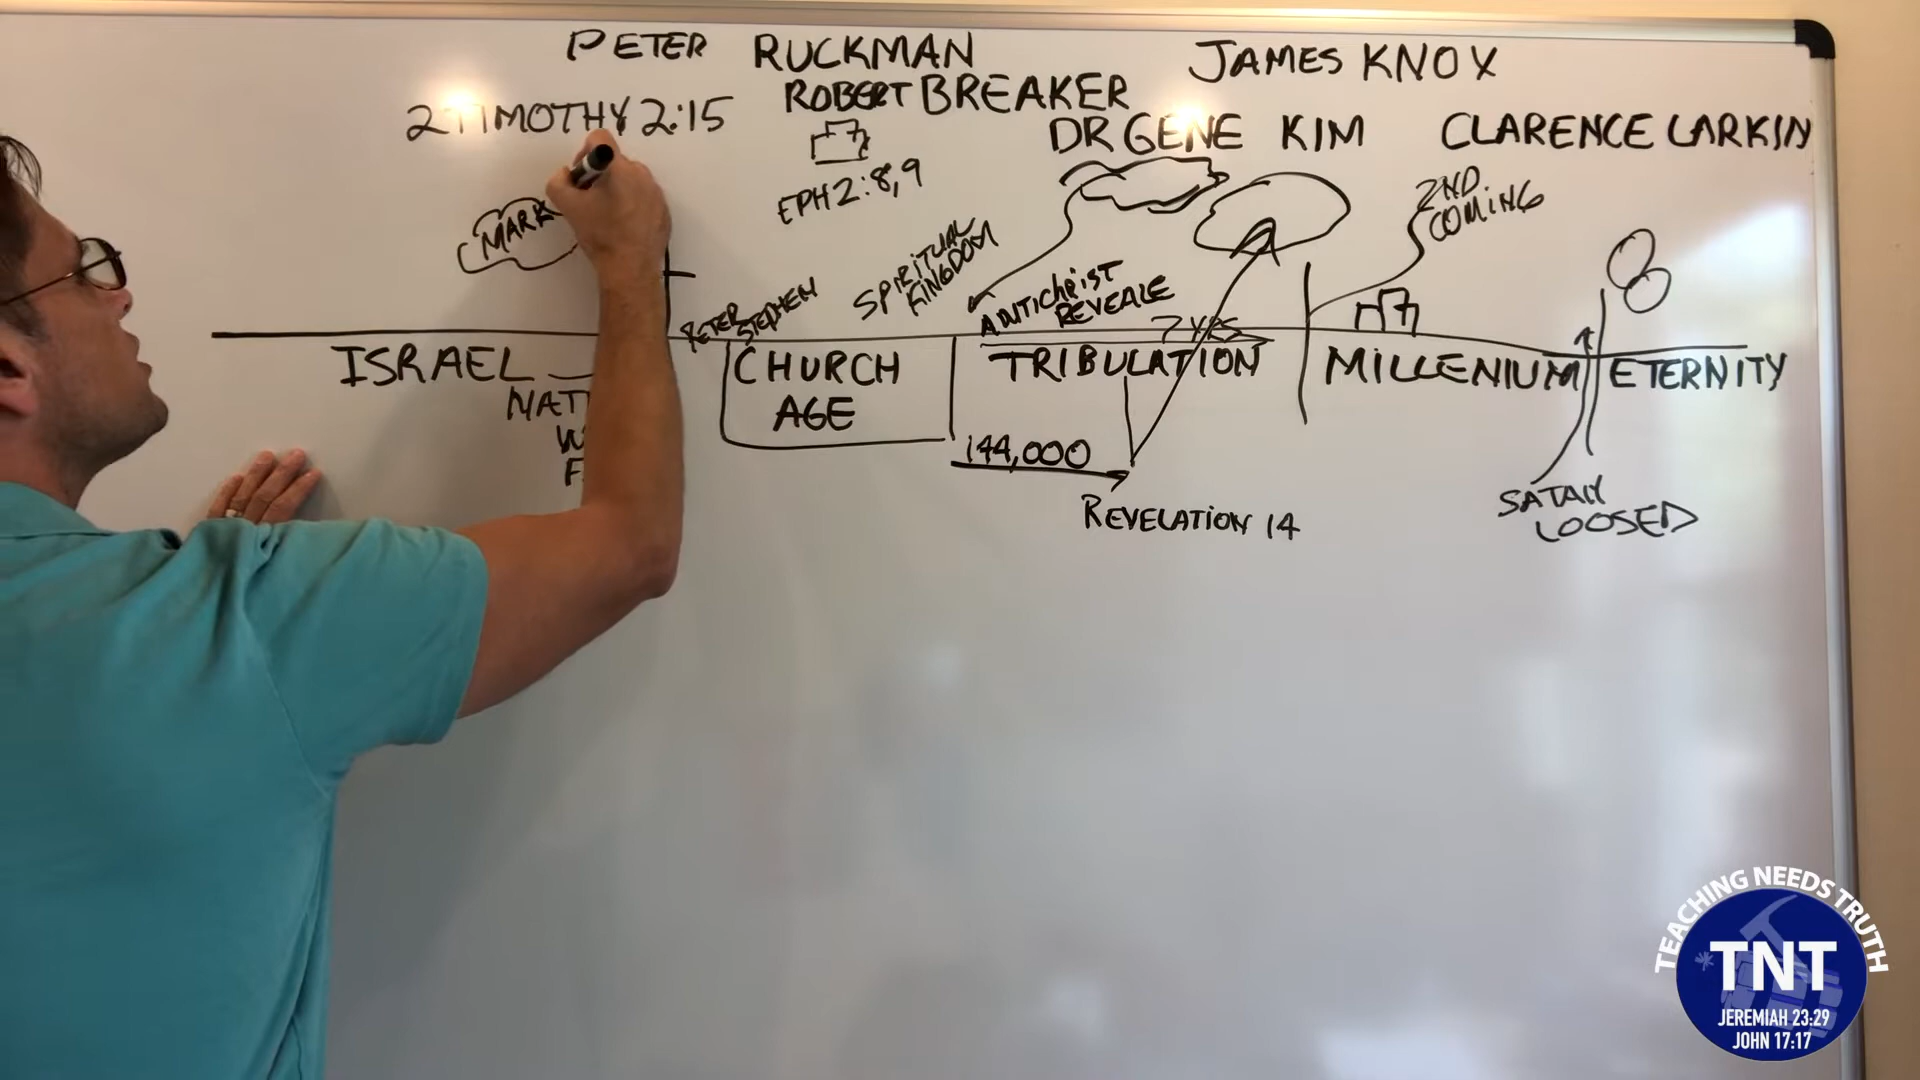 PETER RUCKMAN
JAMES KNOX
ROBERT BREAKER
2 TIMOTHY 2:15
DR GENE KIM
CLARENCE LARKIN
EPH 2:8,9
MARK
2ND
COMING
SPIRITUAL
KINGDOM
PETER
STEPHEN
ANTICHRIST
REVEALE
7 YRS
ISRAEL
CHURCH
AGE
TRIBULATION
MILLENIUM
ETERNITY
NAT
144,000
REVELATION 14
SATAN
LOOSED
TEACHING NEEDS TRUTH
TNT
JEREMIAH 23:29
JOHN 17:17